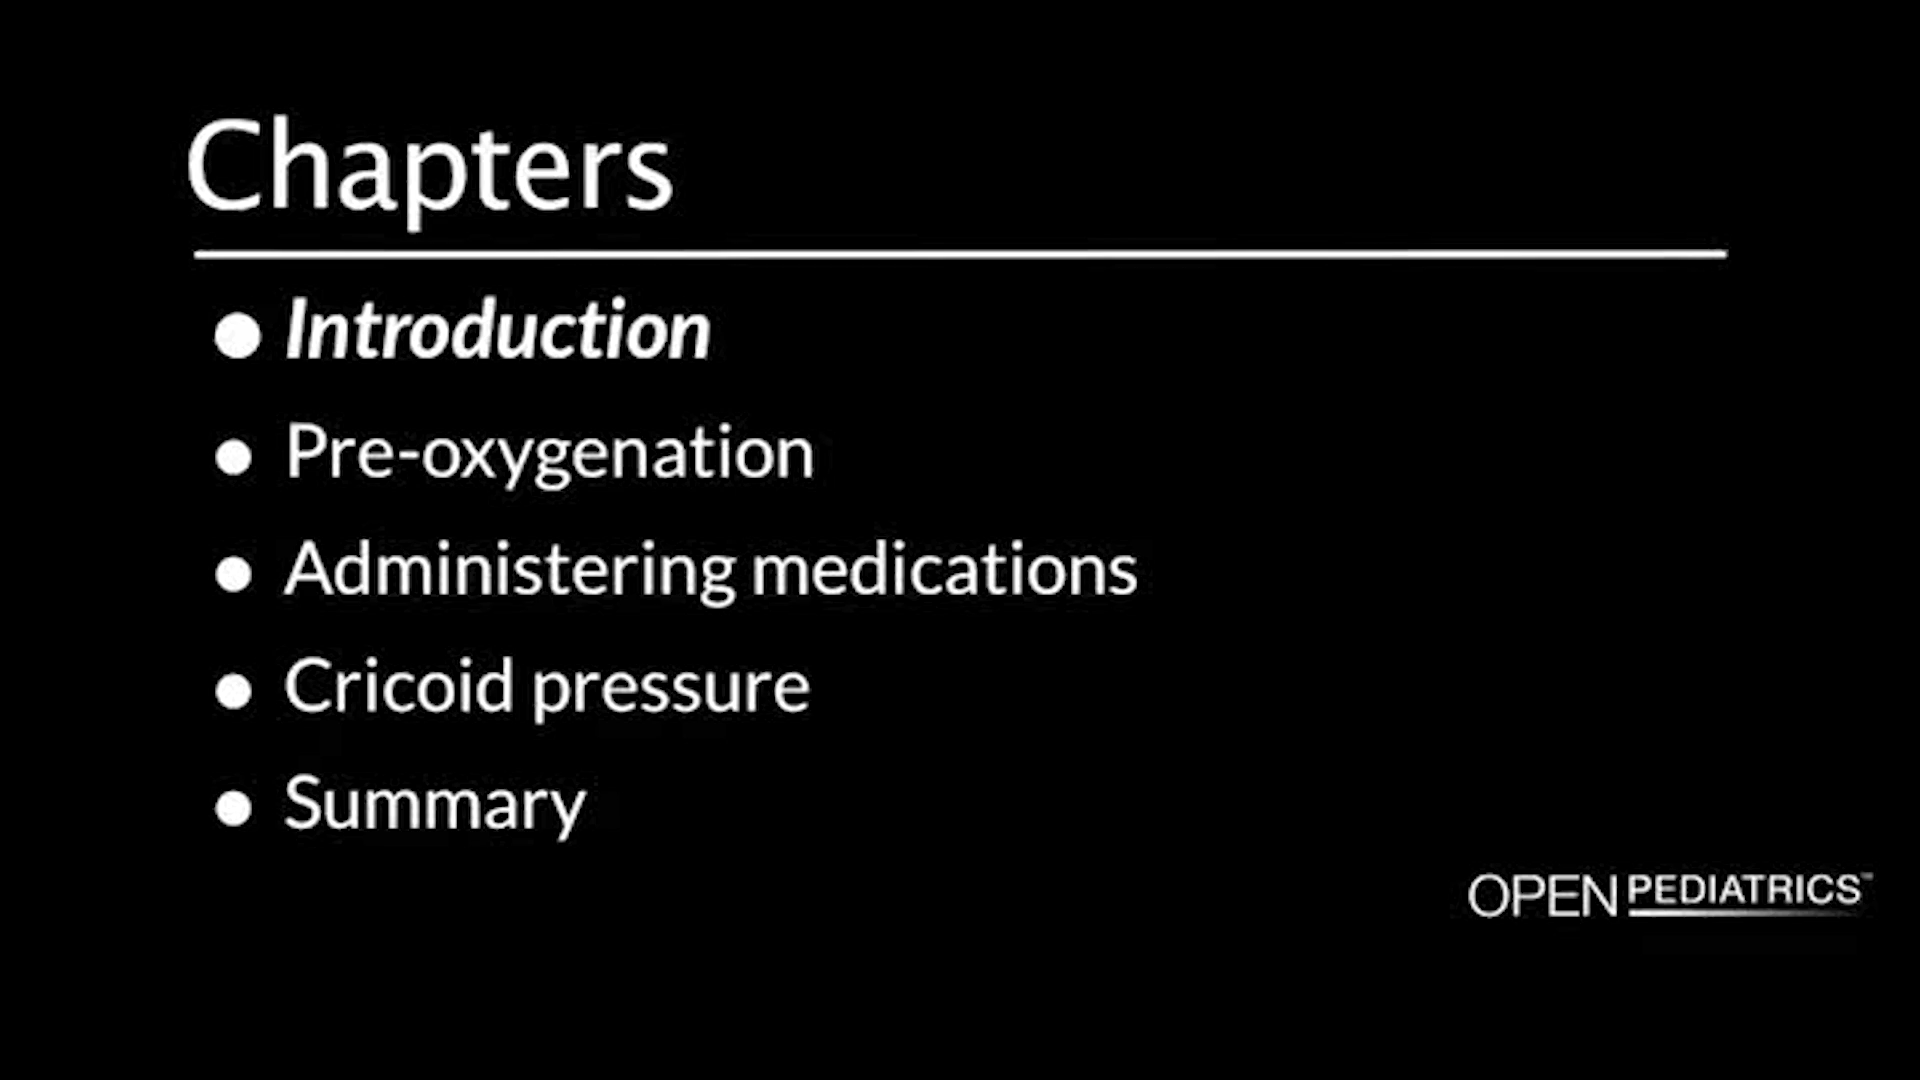 Chapters
Introduction
Pre-oxygenation
Administering medications
Cricoid pressure
Summary
OPEN PEDIATRICS™